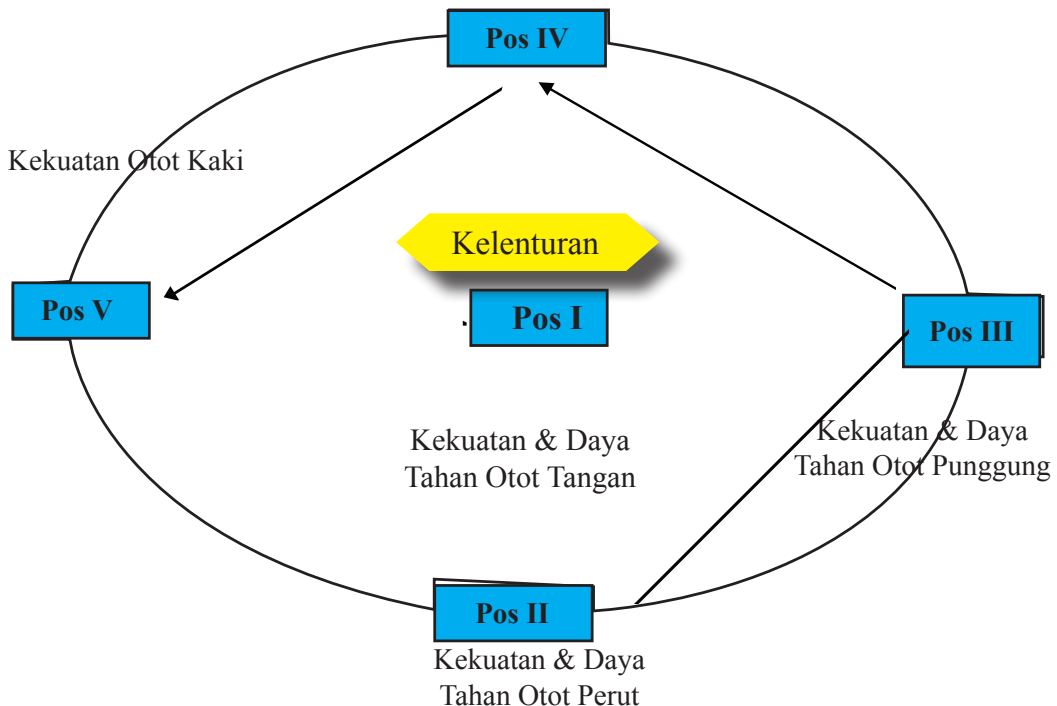 Pos IV
Kekuatan Otot Kaki
Kelenturan
Pos V
Pos I
Pos III
Kekuatan & Daya
Tahan Otot Tangan
Kekuatan & Daya
Tahan Otot Punggung
Pos II
Kekuatan & Daya
Tahan Otot Perut